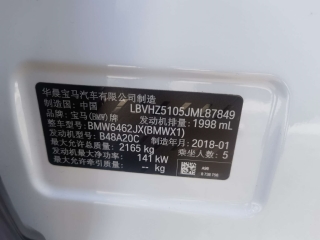 华晨宝马汽车有限公司制造
制造国：中国 LBVHZ5105JML87849
品牌：宝马(BMW)牌 发动机排量：1998 mL
整车型号：BMW6462JX(BMWX1)
发动机型号：B48A20C
最大允许总质量：2165 kg 制造年月：2018-01
发动机最大净功率：141 kW 乘坐人数：5
最大允许牵引质量：-- kg